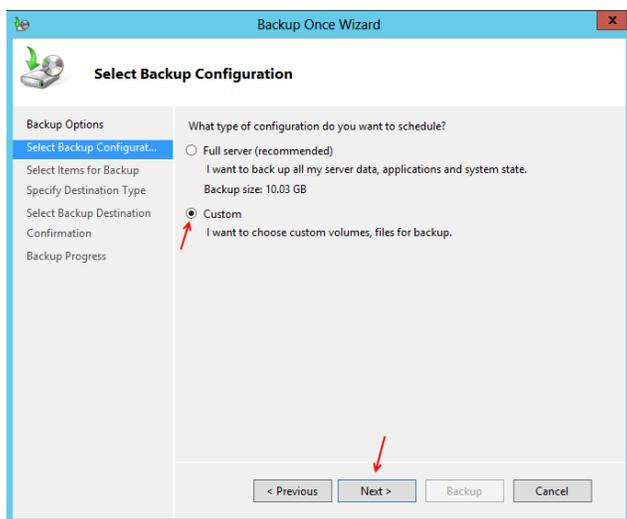 Backup Once Wizard
x
Select Backup Configuration
Backup Options
Select Backup Configurat...
Select Items for Backup
Specify Destination Type
Select Backup Destination
Confirmation
Backup Progress
What type of configuration do you want to schedule?
Full server (recommended)
I want to back up all my server data, applications and system state.
Backup size: 10.03 GB
Custom
I want to choose custom volumes, files for backup.
< Previous
Next >
Backup
Cancel